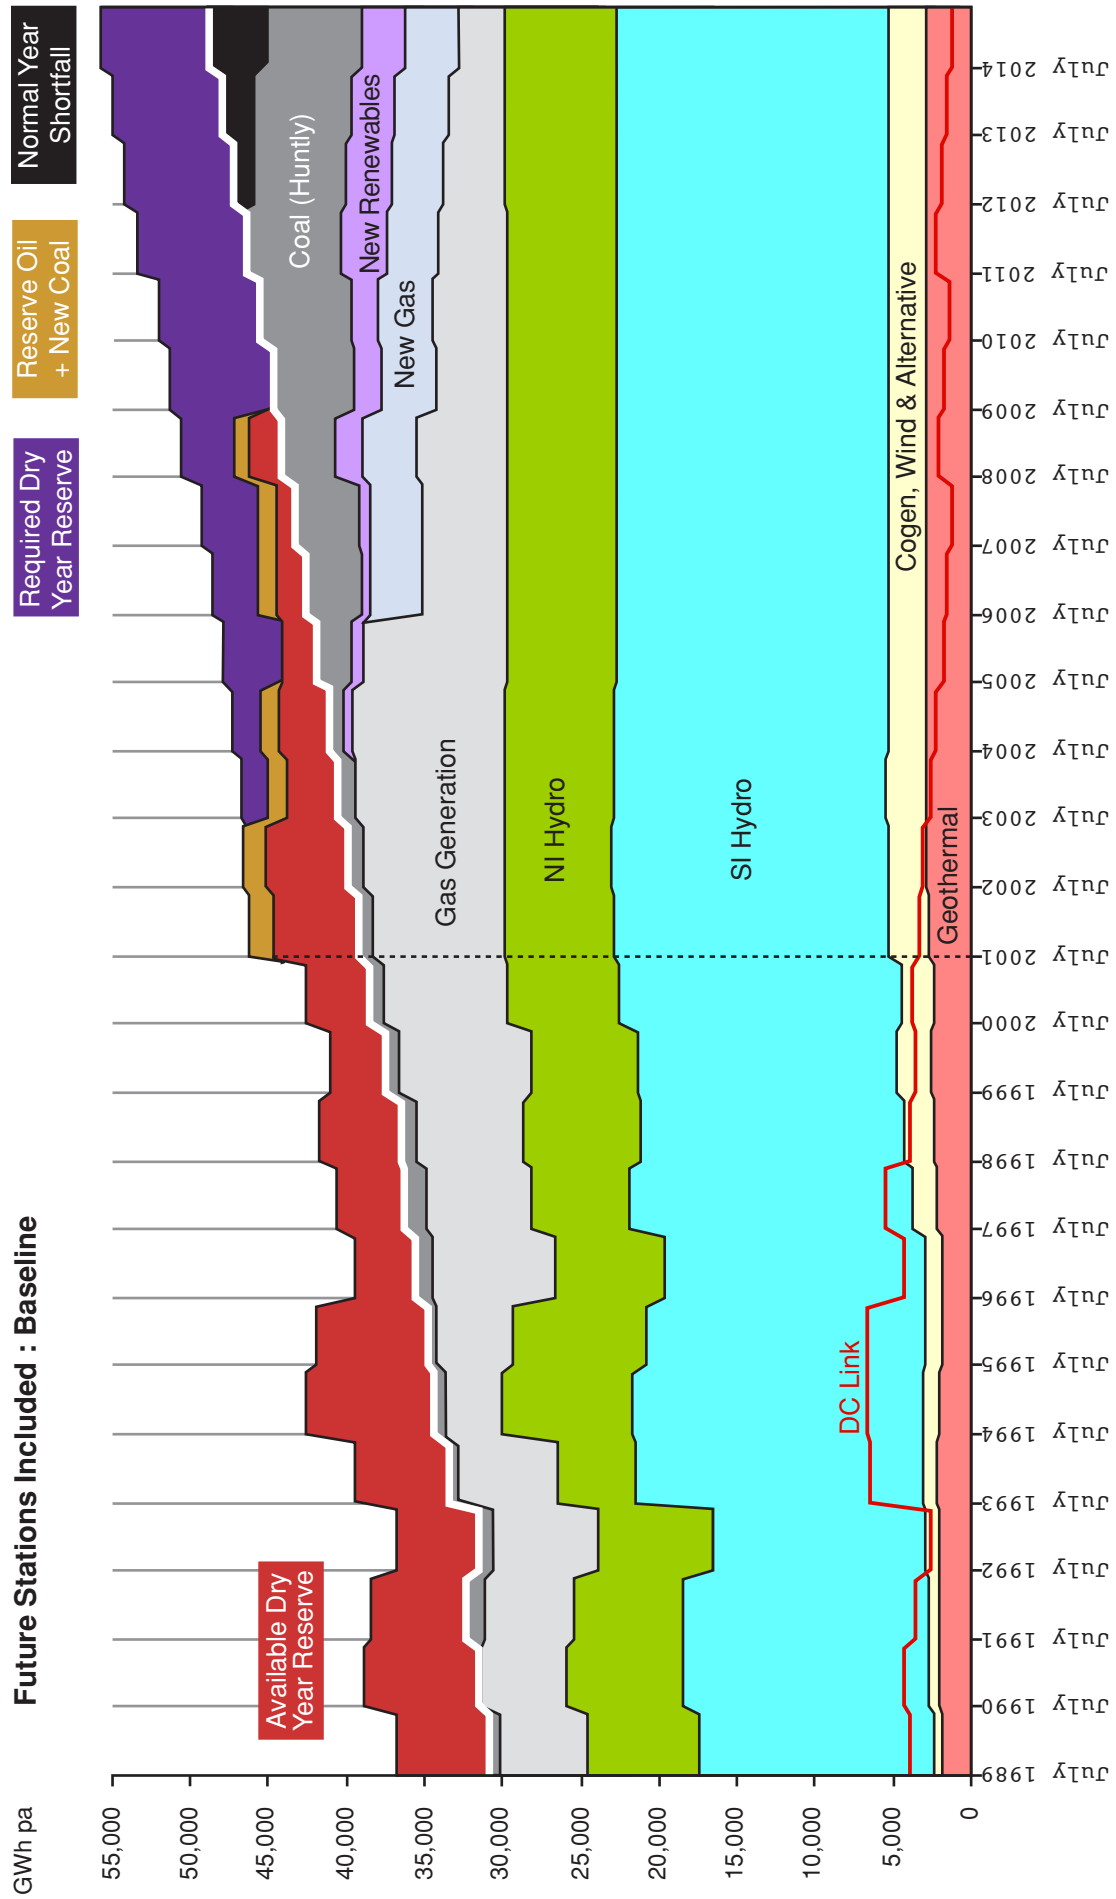 Future Stations Included : Baseline
GWh pa
55,000
50,000
45,000
40,000
35,000
30,000
25,000
20,000
15,000
10,000
5,000
0
Available Dry
Year Reserve
Required Dry
Year Reserve
Reserve Oil
+ New Coal
Normal Year
Shortfall
Coal (Huntly)
New Renewables
New Gas
Gas Generation
NI Hydro
SI Hydro
DC Link
Cogen, Wind & Alternative
Geothermal
July 1989
July 1990
July 1991
July 1992
July 1993
July 1994
July 1995
July 1996
July 1997
July 1998
July 1999
July 2000
July 2001
July 2002
July 2003
July 2004
July 2005
July 2006
July 2007
July 2008
July 2009
July 2010
July 2011
July 2012
July 2013
July 2014